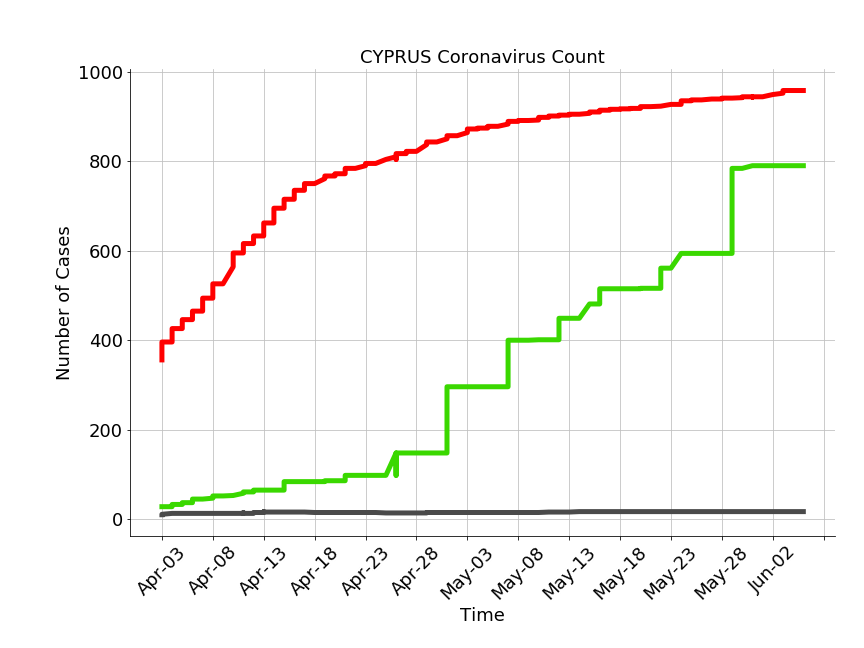 CYPRUS Coronavirus Count
1000
800
600
400
200
0
Number of Cases
Apr-03
Apr-08
Apr-13
Apr-18
Apr-23
Apr-28
May-03
May-08
May-13
May-18
May-23
May-28
Jun-02
Time